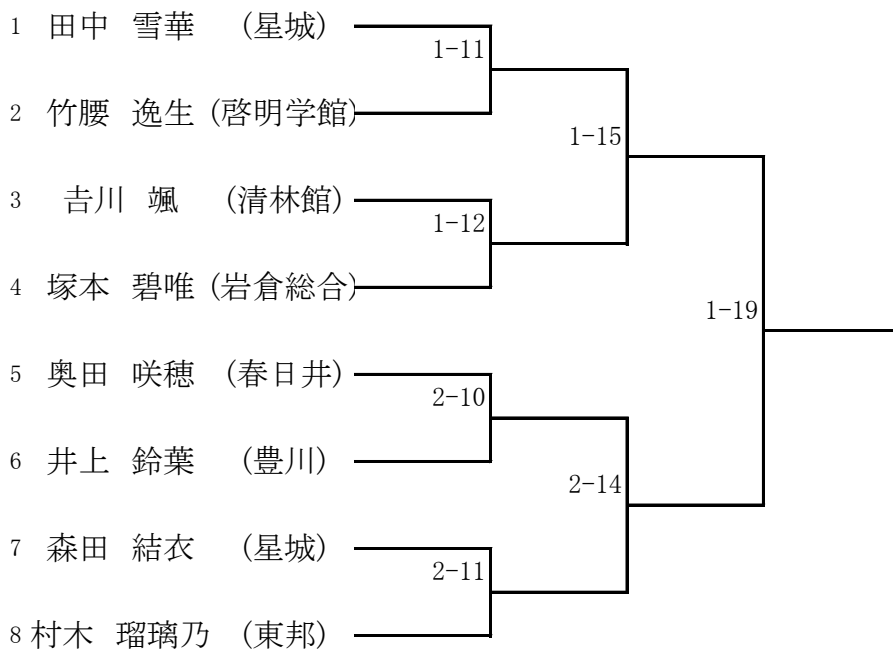 1 田中 雪華 (星城)
1-11
2 竹腰 逸生 (啓明学館)
1-15
3 𠮷川 颯 (清林館)
1-12
4 塚本 碧唯 (岩倉総合)
1-19
5 奥田 咲穂 (春日井)
2-10
6 井上 鈴葉 (豊川)
2-14
7 森田 結衣 (星城)
2-11
8 村木 瑠璃乃 (東邦)